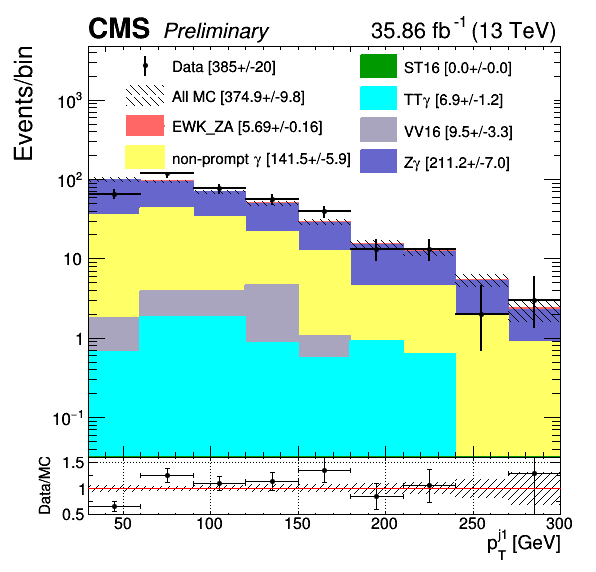 CMS Preliminary 35.86 fb⁻¹ (13 TeV)
Events/bin
Data [385+/-20]
All MC [374.9+/-9.8]
EWK_ZA [5.69+/-0.16]
non-prompt γ [141.5+/-5.9]
ST16 [0.0+/-0.0]
TTγ [6.9+/-1.2]
VV16 [9.5+/-3.3]
Zγ [211.2+/-7.0]
10³
10²
10
1
10⁻¹
Data/MC
1.5
1
0.5
50 100 150 200 250 300
p_T^j1 [GeV]